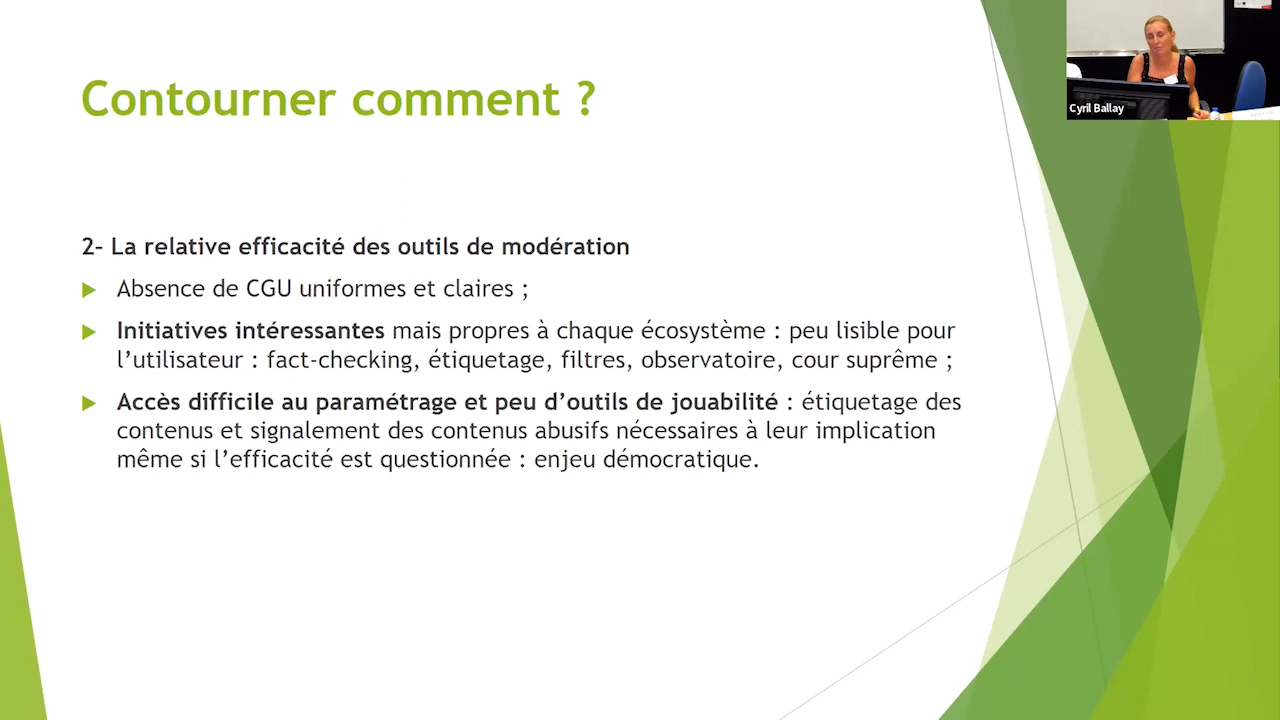 Contourner comment ?
Cyril Ballay
2– La relative efficacité des outils de modération
Absence de CGU uniformes et claires ;
Initiatives intéressantes mais propres à chaque écosystème : peu lisible pour
l’utilisateur : fact-checking, étiquetage, filtres, observatoire, cour suprême ;
Accès difficile au paramétrage et peu d’outils de jouabilité : étiquetage des
contenus et signalement des contenus abusifs nécessaires à leur implication
même si l’efficacité est questionnée : enjeu démocratique.